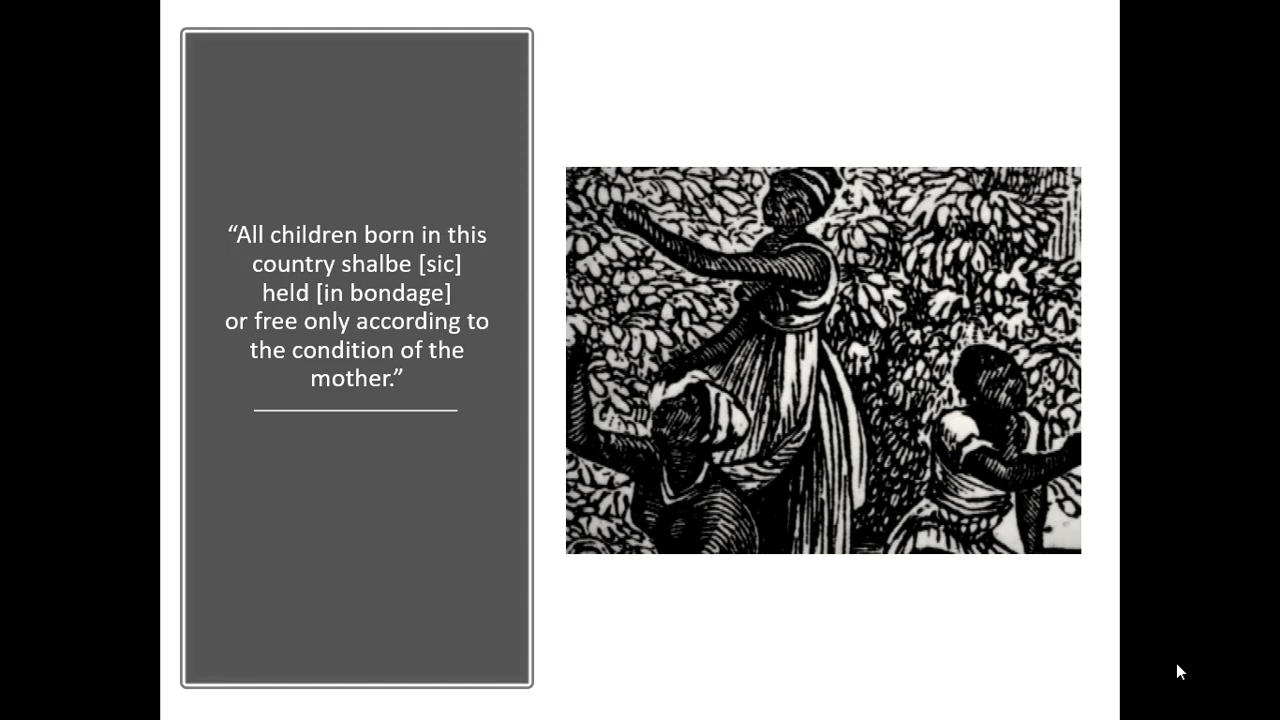 “All children born in this
country shalbe [sic]
held [in bondage]
or free only according to
the condition of the
mother.”